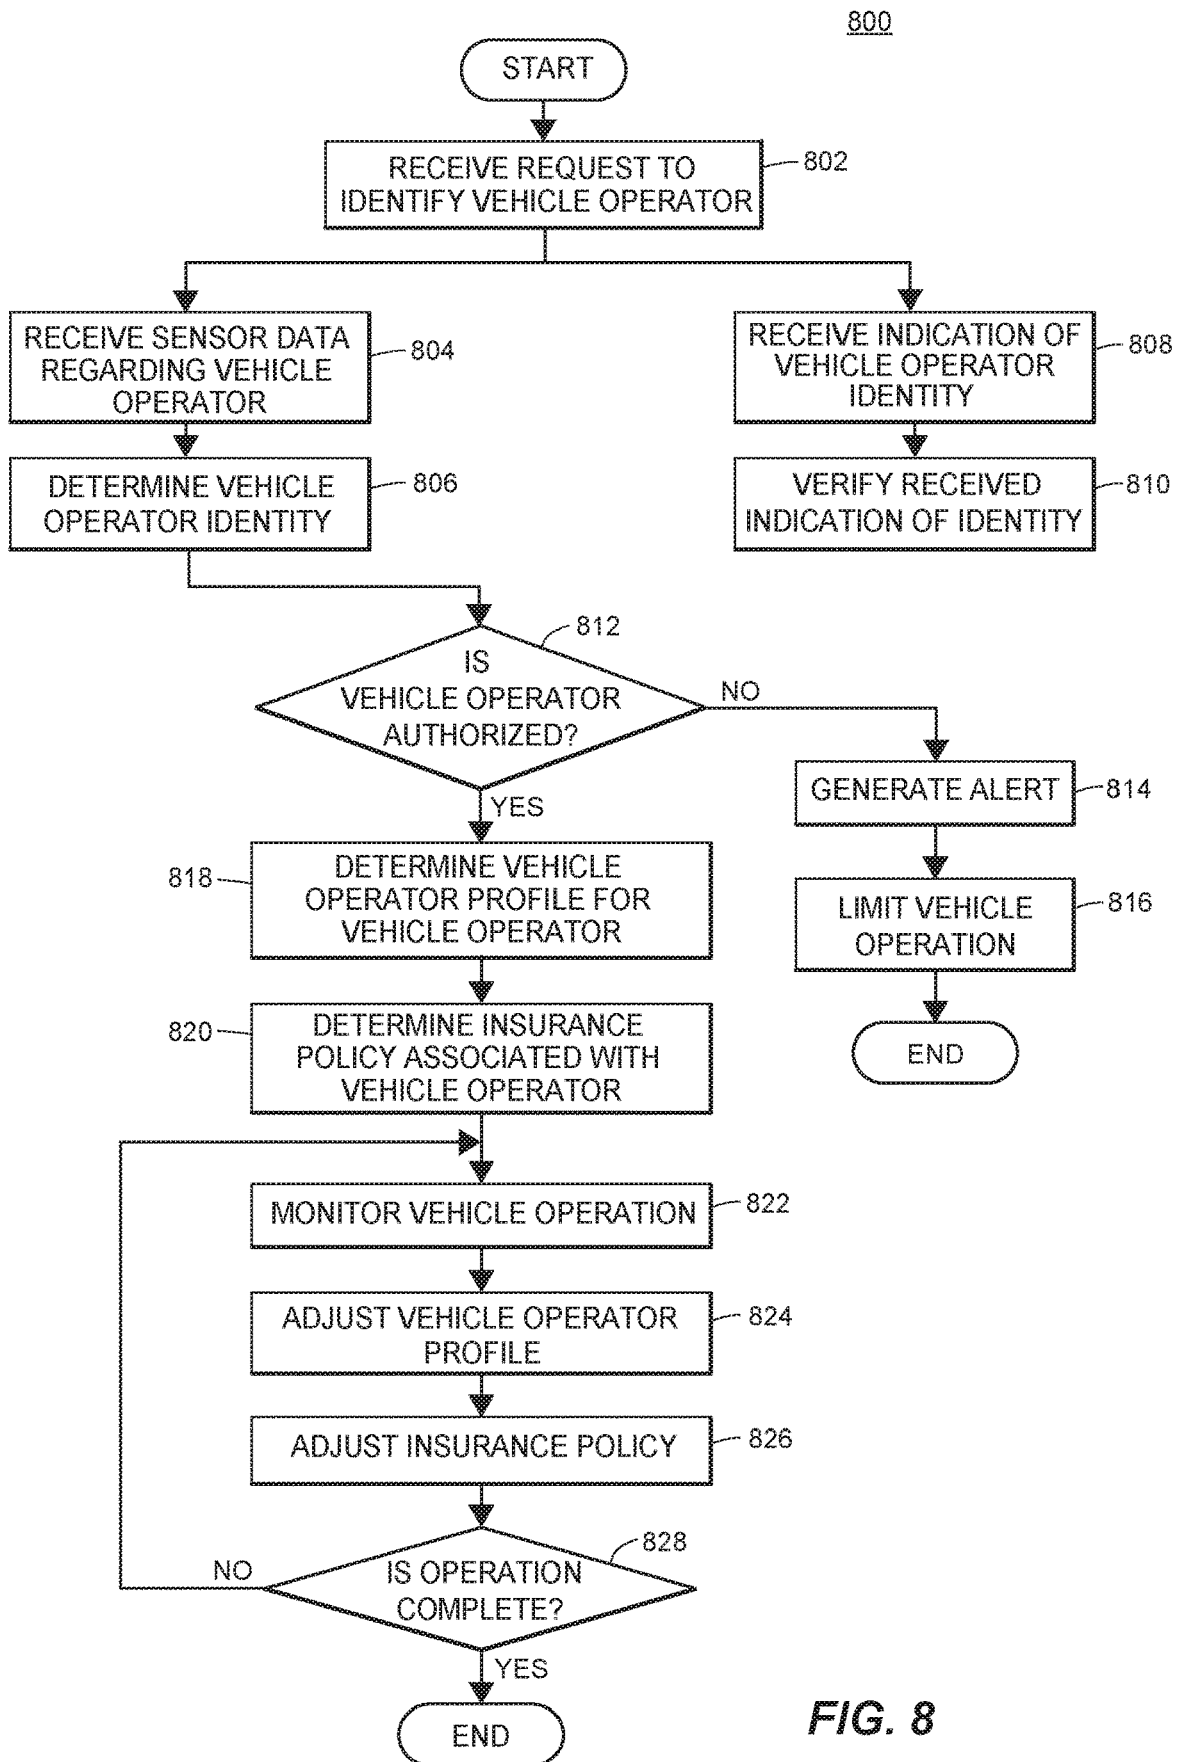 800
START
RECEIVE REQUEST TO
IDENTIFY VEHICLE OPERATOR
802
RECEIVE SENSOR DATA
REGARDING VEHICLE
OPERATOR
804
RECEIVE INDICATION OF
VEHICLE OPERATOR
IDENTITY
808
DETERMINE VEHICLE
OPERATOR IDENTITY
806
VERIFY RECEIVED
INDICATION OF IDENTITY
810
812
IS
VEHICLE OPERATOR
AUTHORIZED?
NO
YES
GENERATE ALERT
814
818
DETERMINE VEHICLE
OPERATOR PROFILE FOR
VEHICLE OPERATOR
LIMIT VEHICLE
OPERATION
816
820
DETERMINE INSURANCE
POLICY ASSOCIATED WITH
VEHICLE OPERATOR
END
MONITOR VEHICLE OPERATION
822
ADJUST VEHICLE OPERATOR
PROFILE
824
ADJUST INSURANCE POLICY
826
828
IS OPERATION
COMPLETE?
NO
YES
END
FIG. 8